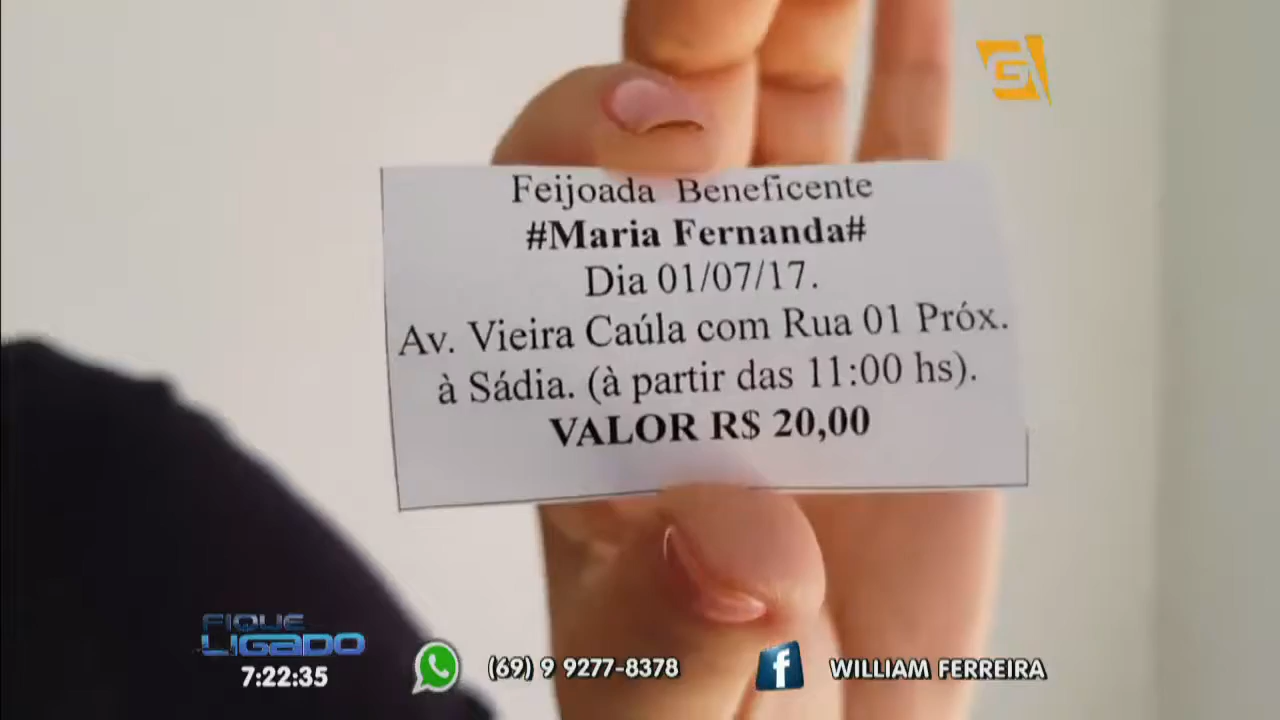 Feijoada Beneficente
#Maria Fernanda#
Dia 01/07/17.
Av. Vieira Caúla com Rua 01 Próx.
à Sádia. (à partir das 11:00 hs).
VALOR R$ 20,00
FIQUE
LIGADO
7:22:35
(69) 9 9277-8378
WILLIAM FERREIRA